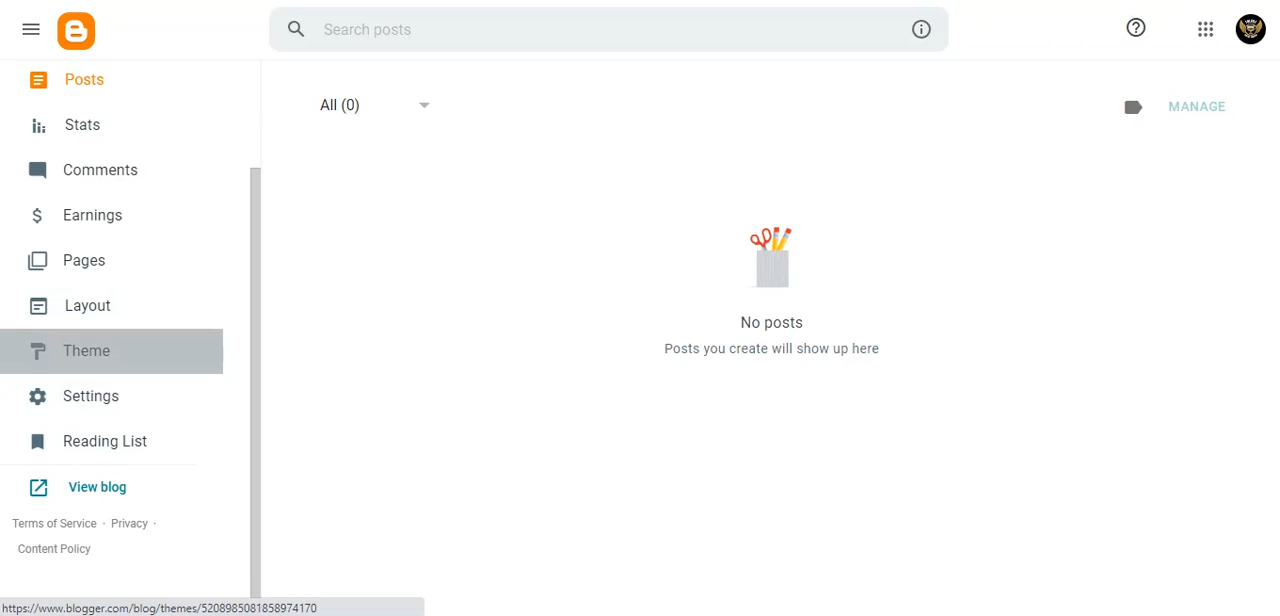 Search posts
Posts
All (0)
MANAGE
Stats
Comments
Earnings
Pages
Layout
No posts
Theme
Posts you create will show up here
Settings
Reading List
View blog
Terms of Service · Privacy ·
Content Policy
https://www.blogger.com/blog/themes/5208985081858974170